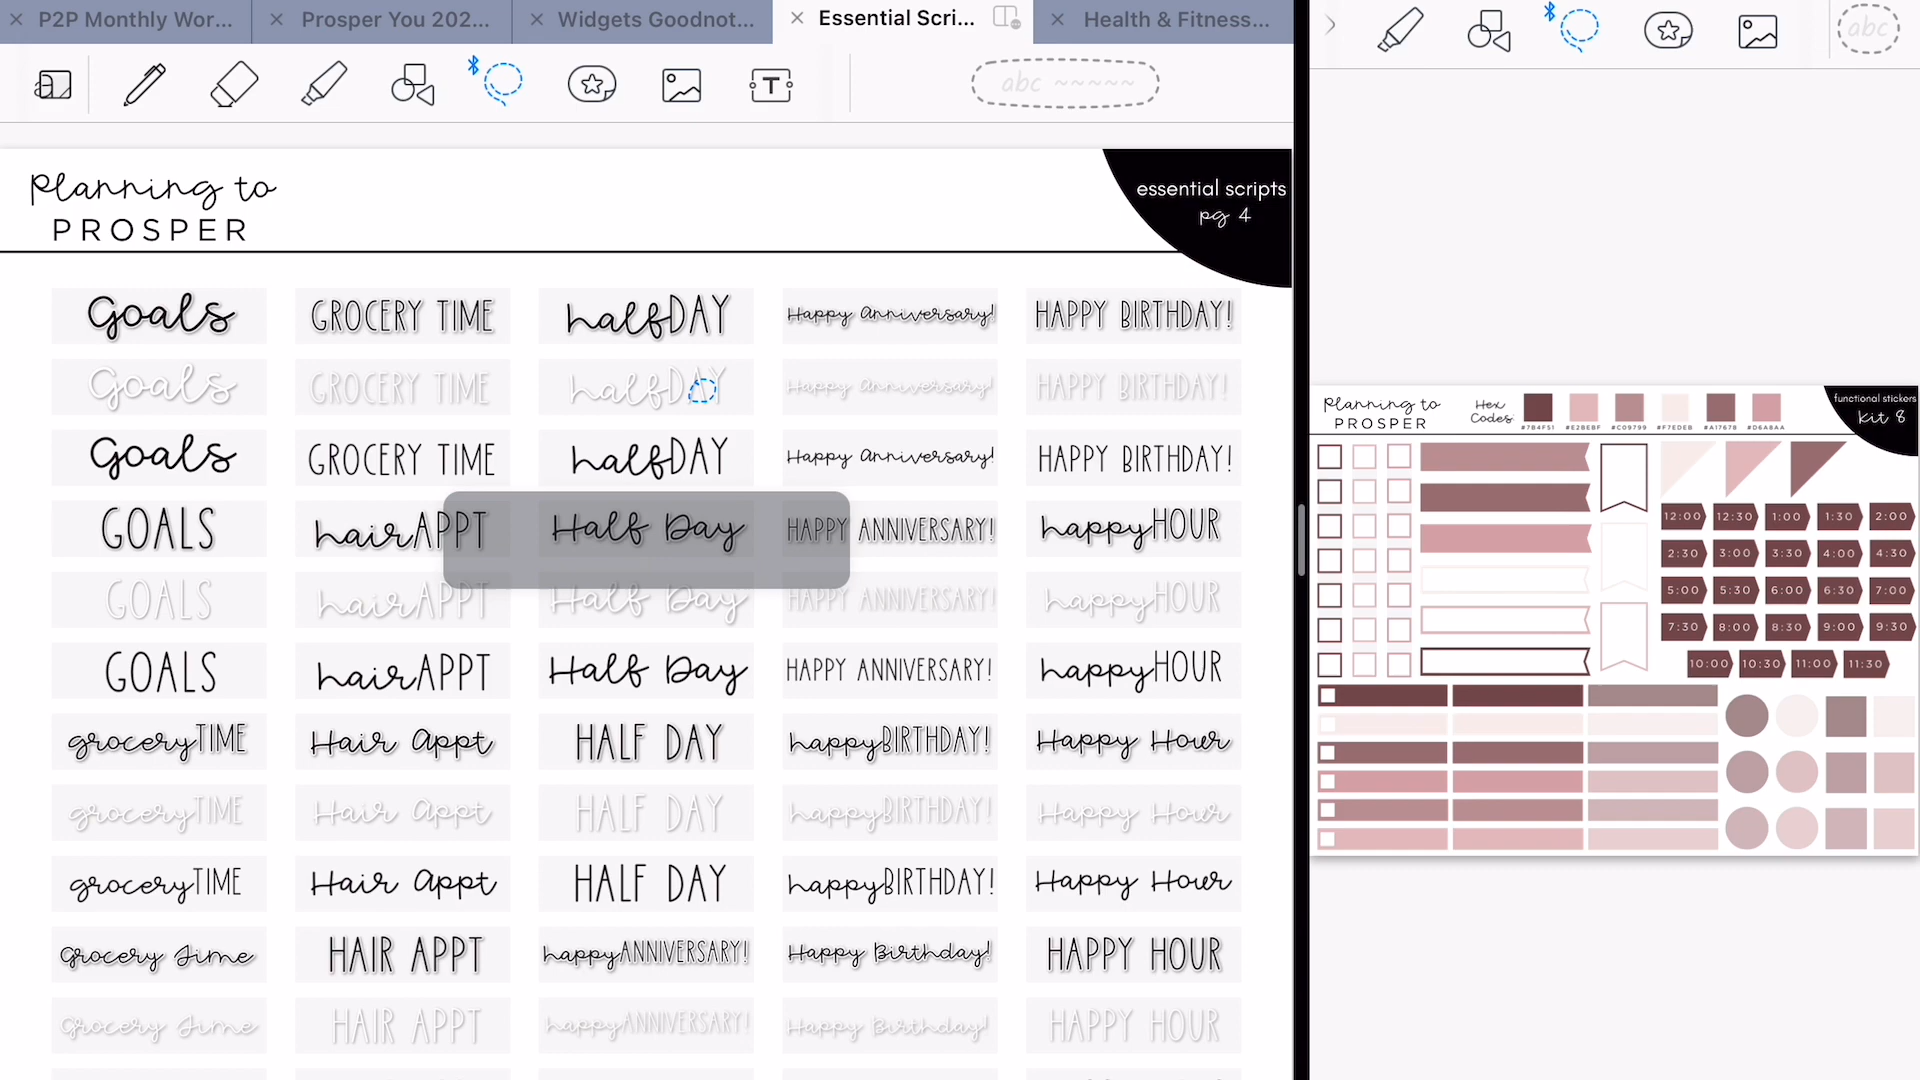 P2P Monthly Wor...
Prosper You 202...
Widgets Goodnot...
Essential Scri...
Health & Fitness...
abc ~~~~~
abc
Planning to
PROSPER
essential scripts
pg 4
Goals GROCERY TIME halfDAY Happy Anniversary! HAPPY BIRTHDAY!
Goals GROCERY TIME halfDAY Happy Anniversary! HAPPY BIRTHDAY!
Goals GROCERY TIME halfDAY Happy Anniversary! HAPPY BIRTHDAY!
GOALS hairAPPT Half Day HAPPY ANNIVERSARY! happyHOUR
GOALS hairAPPT Half Day HAPPY ANNIVERSARY! happyHOUR
GOALS hairAPPT Half Day HAPPY ANNIVERSARY! happyHOUR
groceryTIME Hair Appt HALF DAY happyBIRTHDAY! Happy Hour
groceryTIME Hair Appt HALF DAY happyBIRTHDAY! Happy Hour
groceryTIME Hair Appt HALF DAY happyBIRTHDAY! Happy Hour
Grocery Time HAIR APPT happyANNIVERSARY! Happy Birthday! HAPPY HOUR
Grocery Time HAIR APPT happyANNIVERSARY! Happy Birthday! HAPPY HOUR
Planning to
PROSPER
Hex
Codes:
#7B4F51 #E2BEBF #C09799 #F7EDEB #A17678 #D6A8AA
functional stickers
kit 8
12:00 12:30 1:00 1:30 2:00
2:30 3:00 3:30 4:00 4:30
5:00 5:30 6:00 6:30 7:00
7:30 8:00 8:30 9:00 9:30
10:00 10:30 11:00 11:30